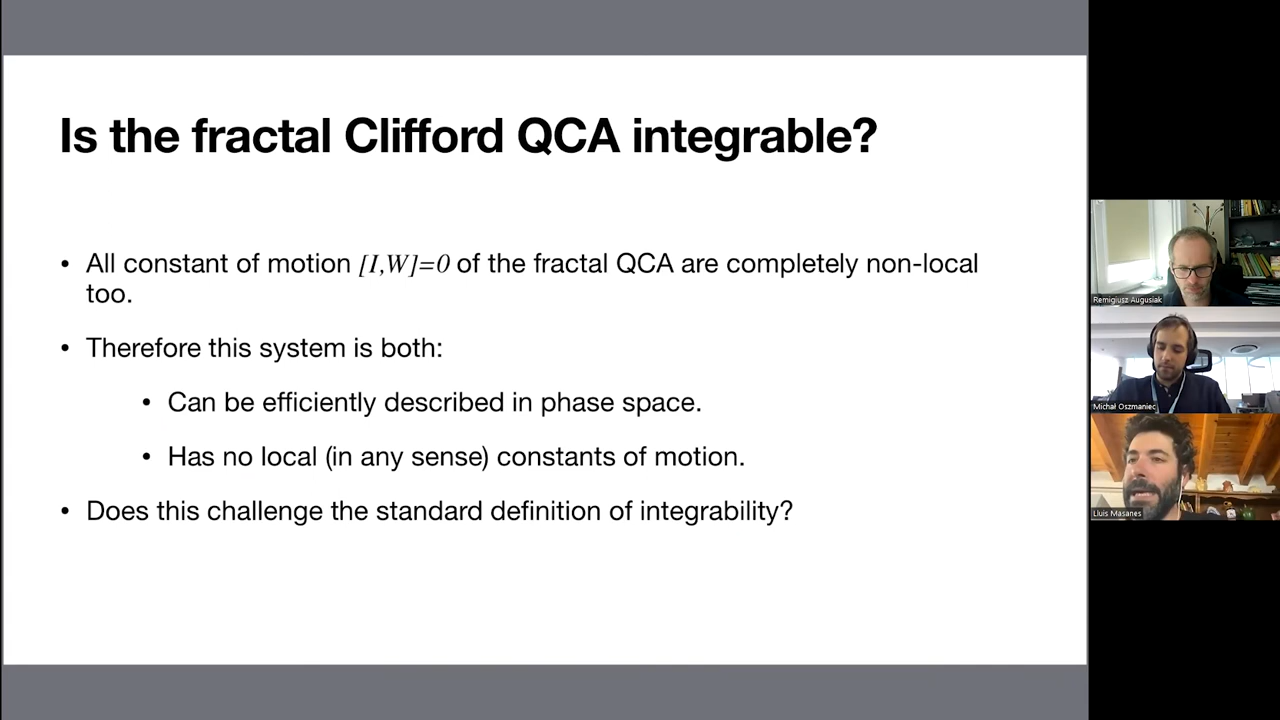 Is the fractal Clifford QCA integrable?
• All constant of motion [I,W]=0 of the fractal QCA are completely non-local
too.
• Therefore this system is both:
• Can be efficiently described in phase space.
• Has no local (in any sense) constants of motion.
• Does this challenge the standard definition of integrability?
Remigiusz Augusiak
Michał Oszmaniec
Lluis Masanes